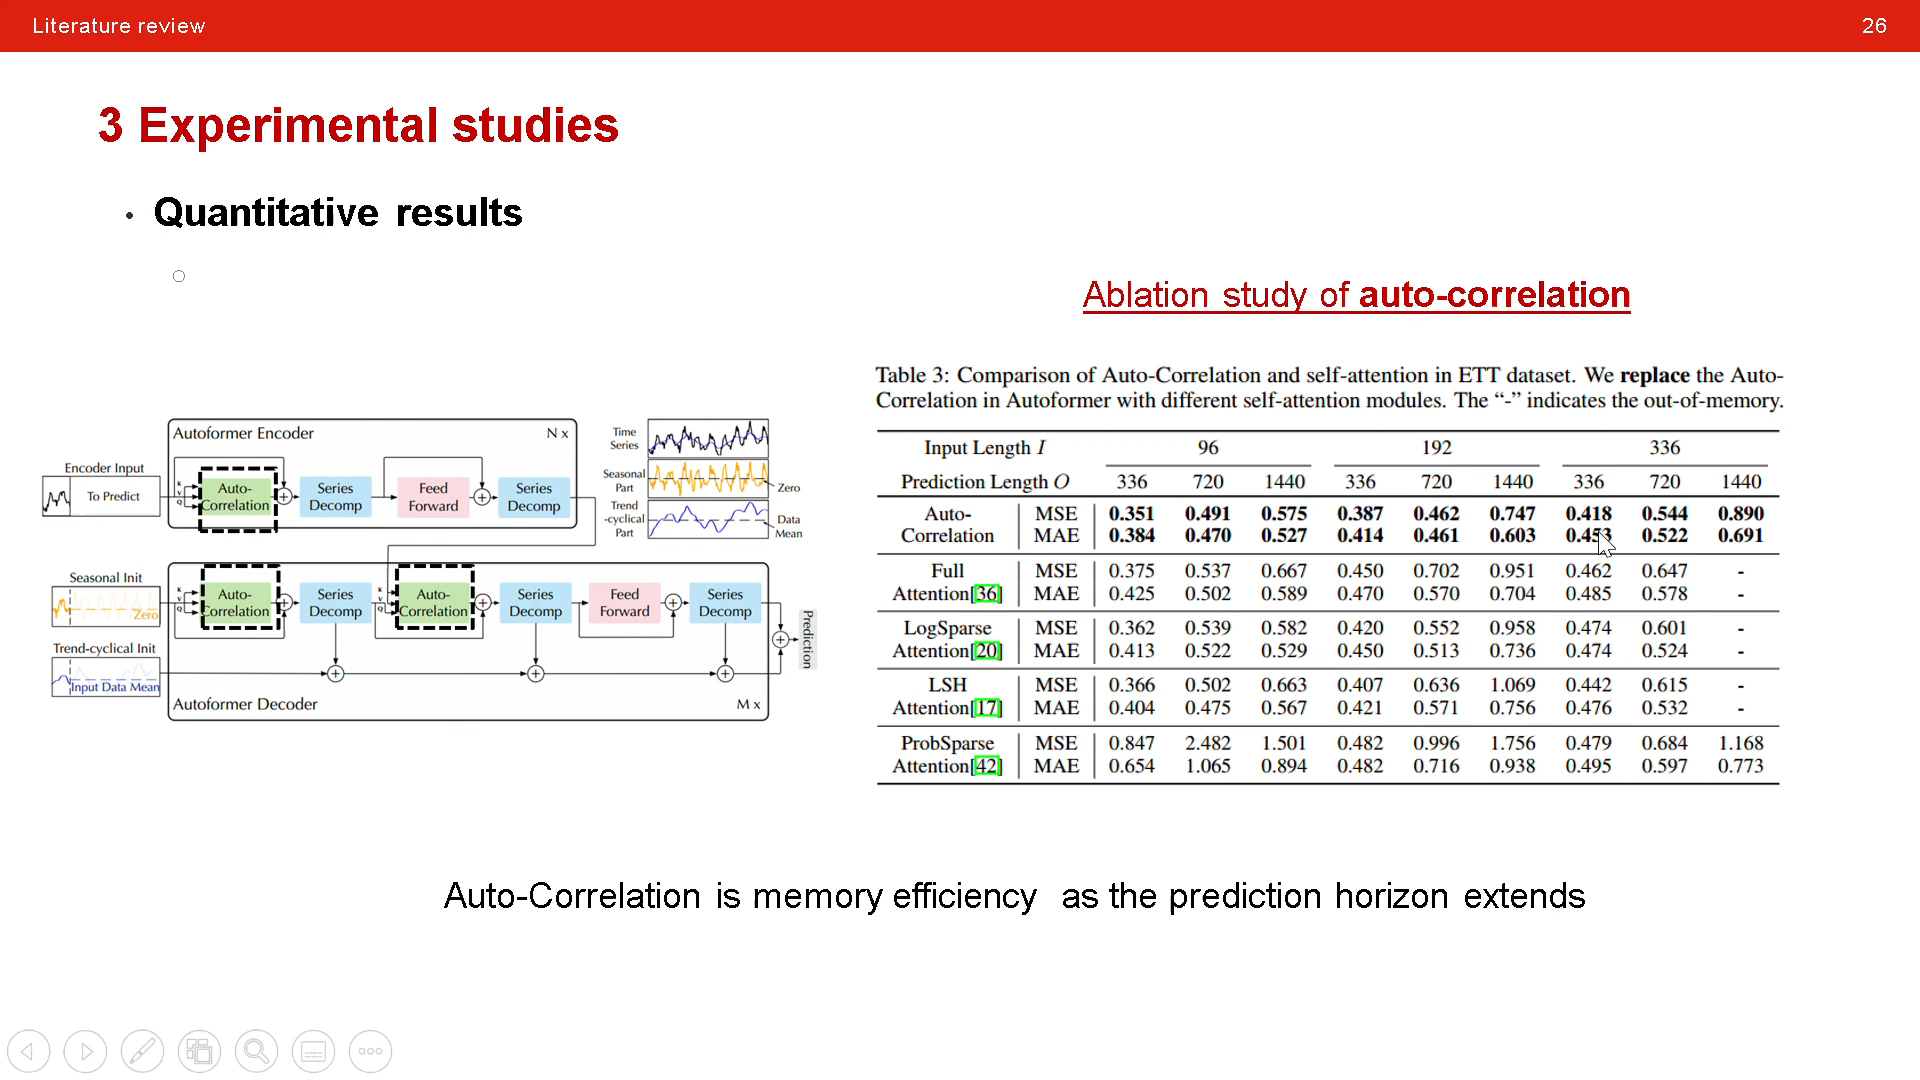 Literature review
26
3 Experimental studies
• Quantitative results
Ablation study of auto-correlation
Autoformer Encoder
N x
Encoder Input
To Predict
K
V
Q
Auto-
Correlation
Series
Decomp
Feed
Forward
Series
Decomp
Time
Series
Seasonal
Part
Zero
Trend
-cyclical
Part
Data
Mean
Seasonal Init
Zero
Trend-cyclical Init
Input Data Mean
K
V
Q
Auto-
Correlation
Series
Decomp
K
V
Q
Auto-
Correlation
Series
Decomp
Feed
Forward
Series
Decomp
Prediction
Autoformer Decoder
M x
Table 3: Comparison of Auto-Correlation and self-attention in ETT dataset. We replace the Auto-
Correlation in Autoformer with different self-attention modules. The “-” indicates the out-of-memory.
Input Length I 96 192 336
Prediction Length O 336 720 1440 336 720 1440 336 720 1440
Auto- MSE 0.351 0.491 0.575 0.387 0.462 0.747 0.418 0.544 0.890
Correlation MAE 0.384 0.470 0.527 0.414 0.461 0.603 0.453 0.522 0.691
Full MSE 0.375 0.537 0.667 0.450 0.702 0.951 0.462 0.647 -
Attention[36] MAE 0.425 0.502 0.589 0.470 0.570 0.704 0.485 0.578 -
LogSparse MSE 0.362 0.539 0.582 0.420 0.552 0.958 0.474 0.601 -
Attention[20] MAE 0.413 0.522 0.529 0.450 0.513 0.736 0.474 0.524 -
LSH MSE 0.366 0.502 0.663 0.407 0.636 1.069 0.442 0.615 -
Attention[17] MAE 0.404 0.475 0.567 0.421 0.571 0.756 0.476 0.532 -
ProbSparse MSE 0.847 2.482 1.501 0.482 0.996 1.756 0.479 0.684 1.168
Attention[42] MAE 0.654 1.065 0.894 0.482 0.716 0.938 0.495 0.597 0.773
Auto-Correlation is memory efficiency as the prediction horizon extends